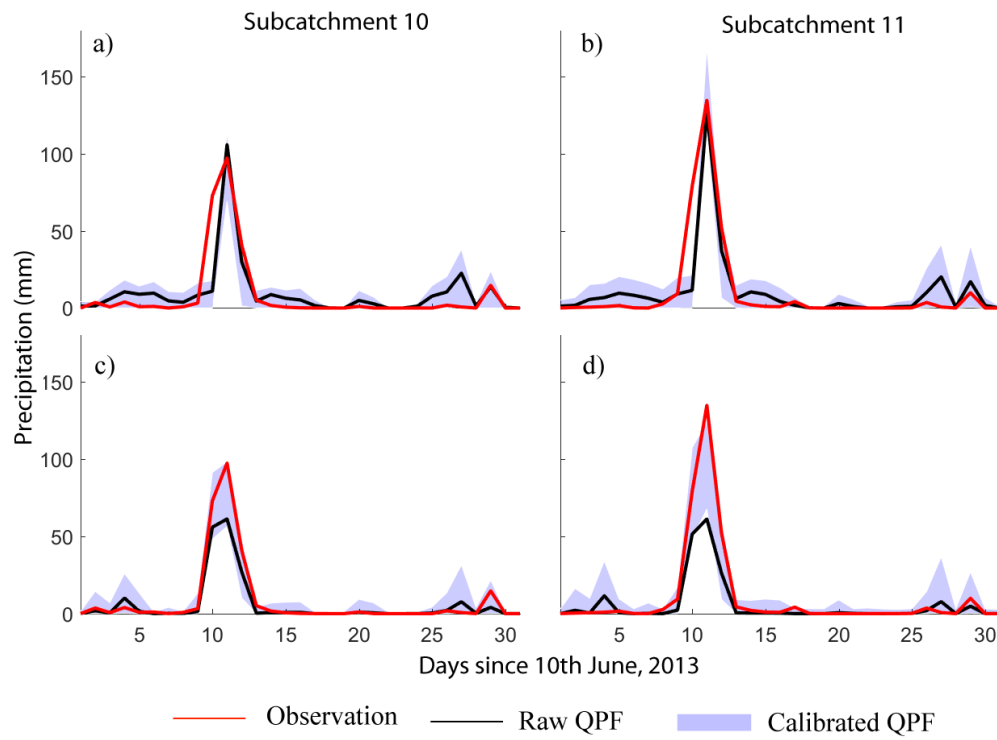 Subcatchment 10
Subcatchment 11
a)
b)
150
100
50
0
c)
d)
150
100
50
0
Precipitation (mm)
5
10
15
20
25
30
5
10
15
20
25
30
Days since 10th June, 2013
Observation
Raw QPF
Calibrated QPF